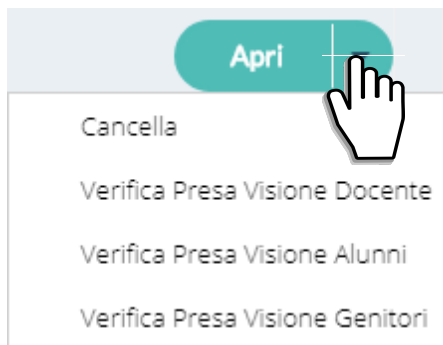 Apri
Cancella
Verifica Presa Visione Docente
Verifica Presa Visione Alunni
Verifica Presa Visione Genitori